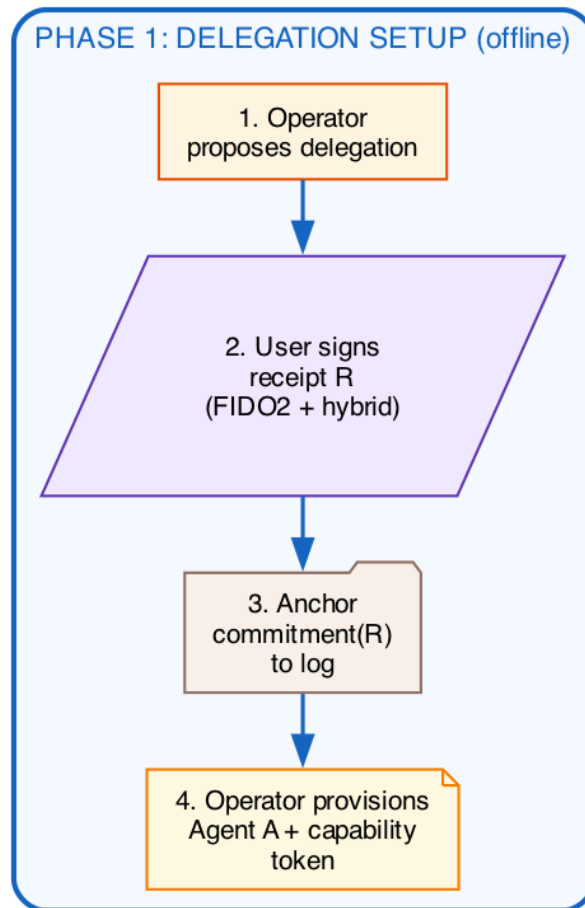 PHASE 1: DELEGATION SETUP (offline)
1. Operator
proposes delegation
2. User signs
receipt R
(FIDO2 + hybrid)
3. Anchor
commitment(R)
to log
4. Operator provisions
Agent A + capability
token